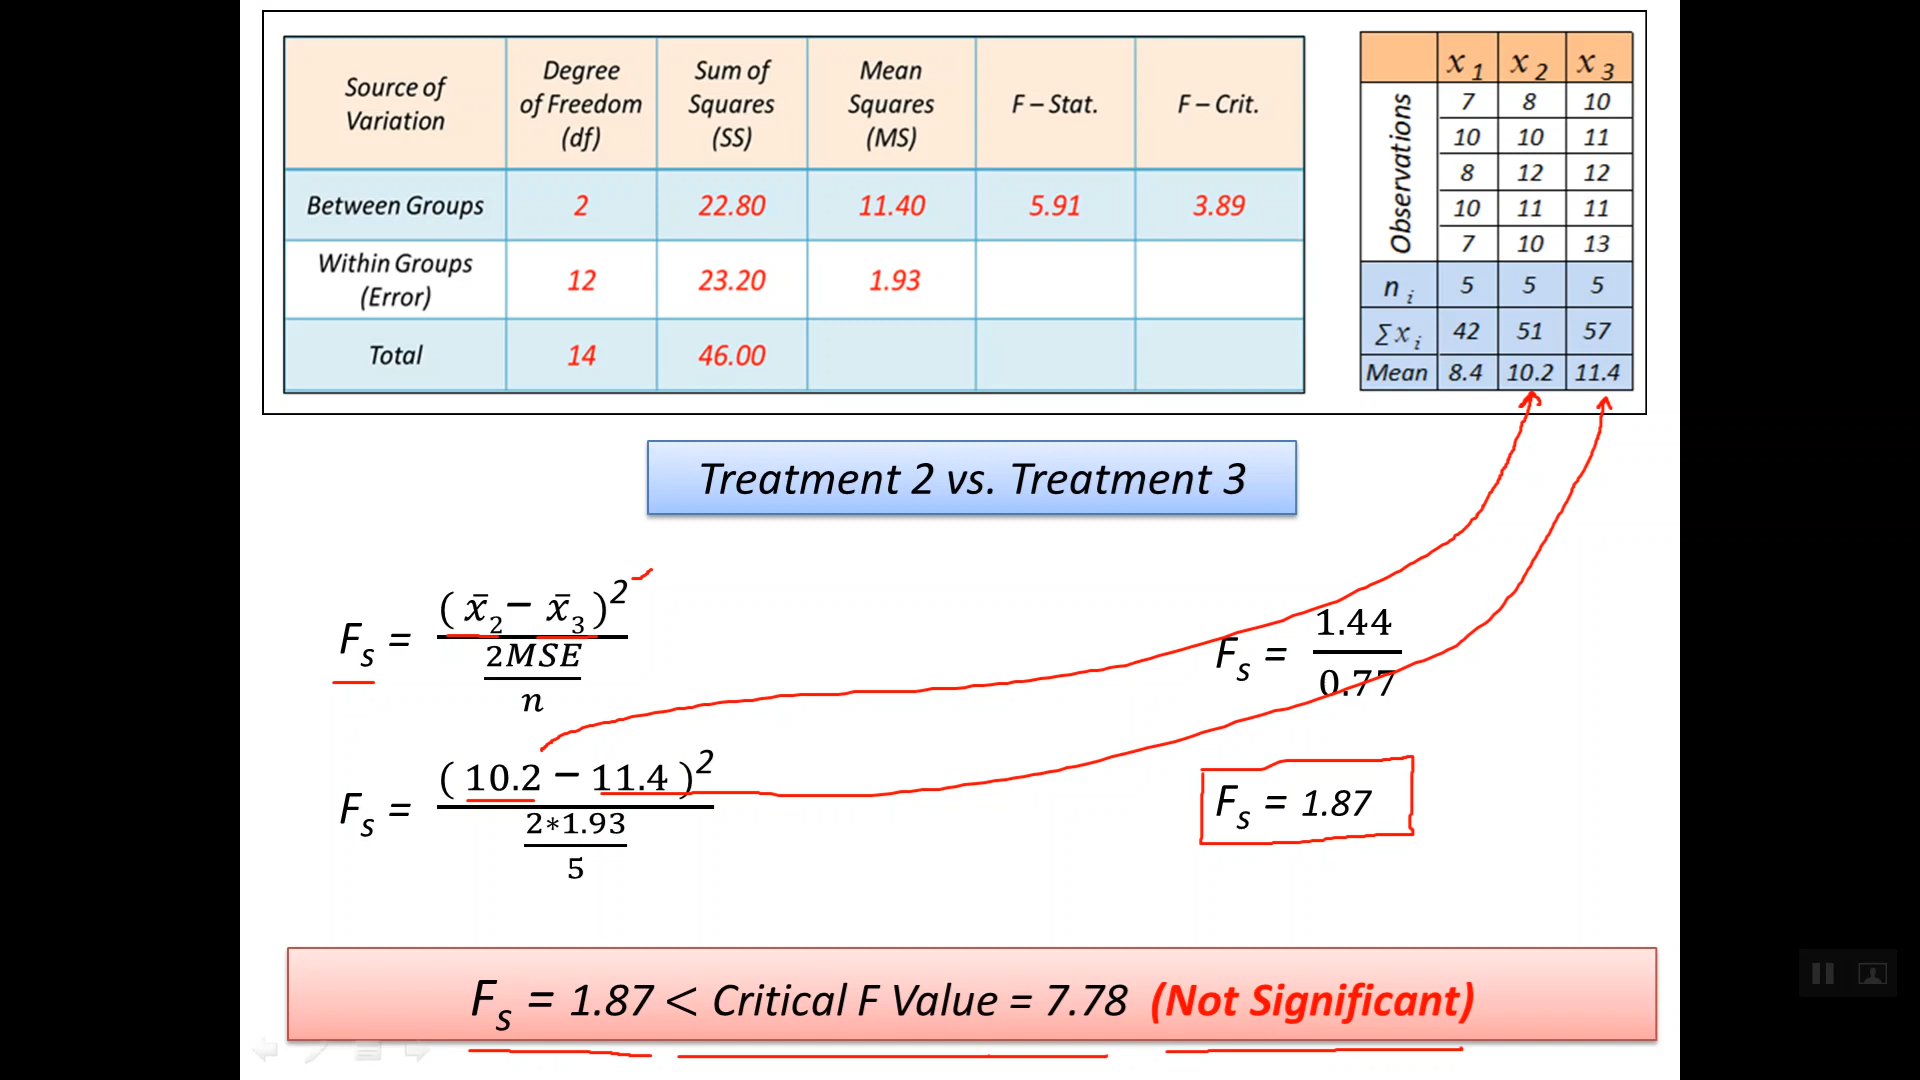 Source of Variation | Degree of Freedom (df) | Sum of Squares (SS) | Mean Squares (MS) | F – Stat. | F – Crit.
Between Groups | 2 | 22.80 | 11.40 | 5.91 | 3.89
Within Groups (Error) | 12 | 23.20 | 1.93
Total | 14 | 46.00
x 1 | x 2 | x 3
Observations
7 | 8 | 10
10 | 10 | 11
8 | 12 | 12
10 | 11 | 11
7 | 10 | 13
n i | 5 | 5 | 5
∑x i | 42 | 51 | 57
Mean | 8.4 | 10.2 | 11.4
Treatment 2 vs. Treatment 3
Fs = ( x̄2 − x̄3 )² / (2MSE / n)
Fs = ( 10.2 − 11.4 )² / (2*1.93 / 5)
Fs = 1.44 / 0.77
Fs = 1.87
Fs = 1.87 < Critical F Value = 7.78 (Not Significant)